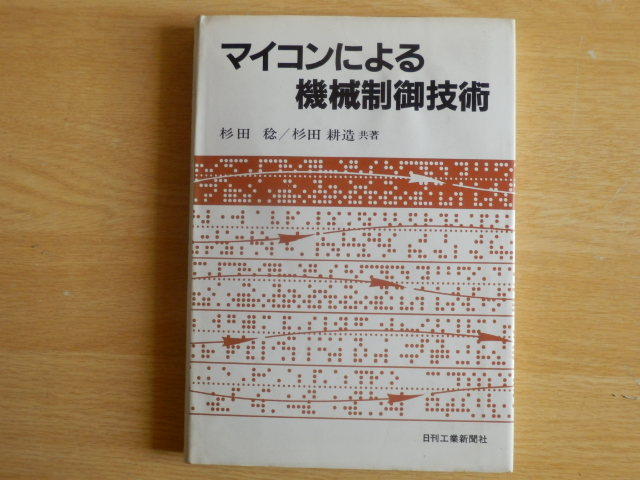 マイコンによる
機械制御技術
杉田 稔/杉田 耕造 共著
日刊工業新聞社